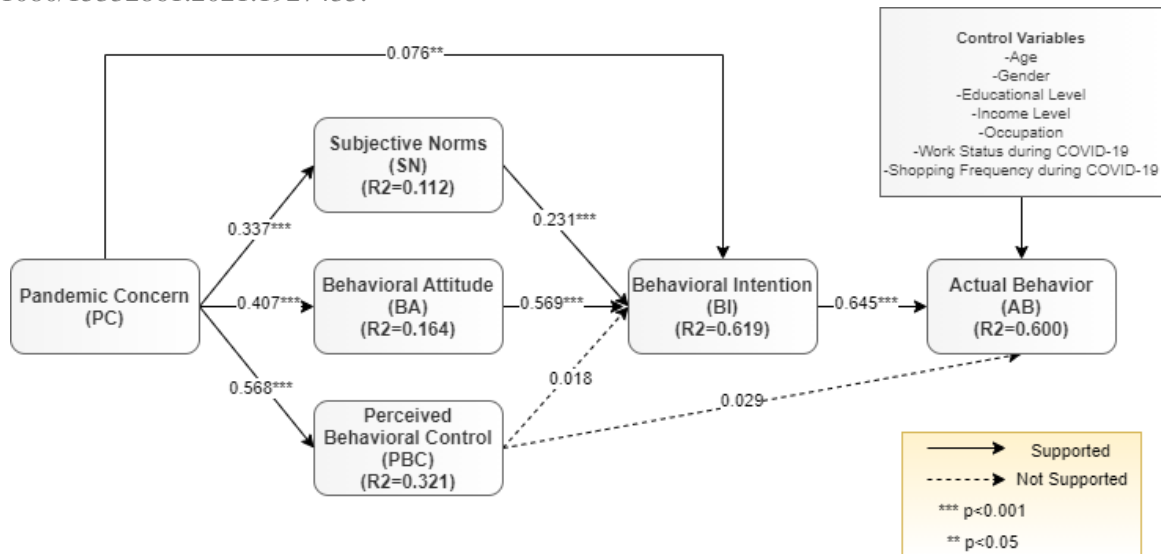 0.076**
Control Variables
-Age
-Gender
-Educational Level
-Income Level
-Occupation
-Work Status during COVID-19
-Shopping Frequency during COVID-19
Subjective Norms
(SN)
(R2=0.112)
0.337***
0.231***
Pandemic Concern
(PC)
0.407***
Behavioral Attitude
(BA)
(R2=0.164)
0.569***
Behavioral Intention
(BI)
(R2=0.619)
0.645***
Actual Behavior
(AB)
(R2=0.600)
0.568***
0.018
0.029
Perceived
Behavioral Control
(PBC)
(R2=0.321)
Supported
Not Supported
*** p<0.001
** p<0.05